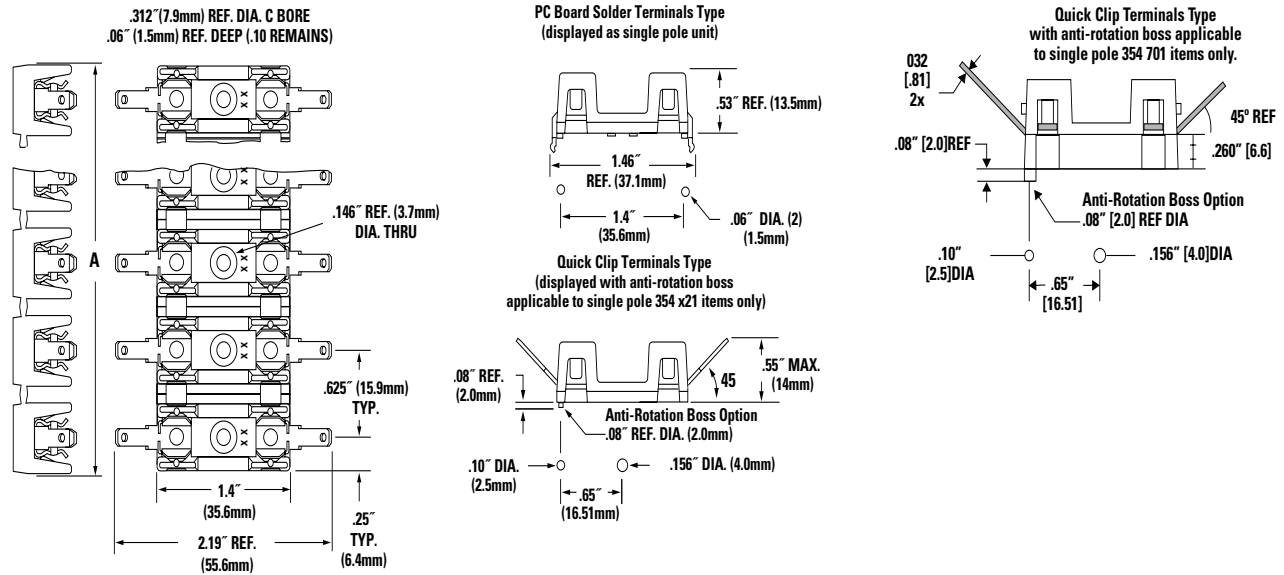 .312″(7.9mm) REF. DIA. C BORE
.06″ (1.5mm) REF. DEEP (.10 REMAINS)
A
X X
X X
X X
X X
X X
.146″ REF. (3.7mm)
DIA. THRU
.625″ (15.9mm)
TYP.
1.4″
(35.6mm)
.25″
TYP.
(6.4mm)
2.19″ REF.
(55.6mm)
PC Board Solder Terminals Type
(displayed as single pole unit)
.53″ REF. (13.5mm)
1.46″
REF. (37.1mm)
1.4″
(35.6mm)
.06″ DIA. (2)
(1.5mm)
Quick Clip Terminals Type
(displayed with anti-rotation boss
applicable to single pole 354 x21 items only)
.08″ REF.
(2.0mm)
.55″ MAX.
(14mm)
45
Anti-Rotation Boss Option
.08″ REF. DIA. (2.0mm)
.10″ DIA.
(2.5mm)
.156″ DIA. (4.0mm)
.65″
(16.51mm)
Quick Clip Terminals Type
with anti-rotation boss applicable
to single pole 354 701 items only.
032
[.81]
2x
45º REF
.08" [2.0]REF
.260" [6.6]
Anti-Rotation Boss Option
.08" [2.0] REF DIA
.10"
[2.5]DIA
.156" [4.0]DIA
.65"
[16.51]